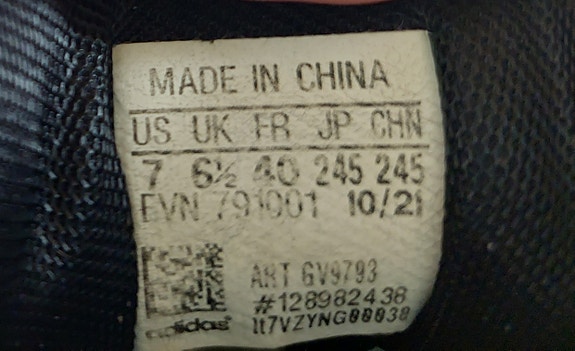 MADE IN CHINA
US UK FR JP CHN
7 6½ 40 245 245
EVN 791001 10/21
ART GV9793
#128982438
1t7VZYNG00038
adidas